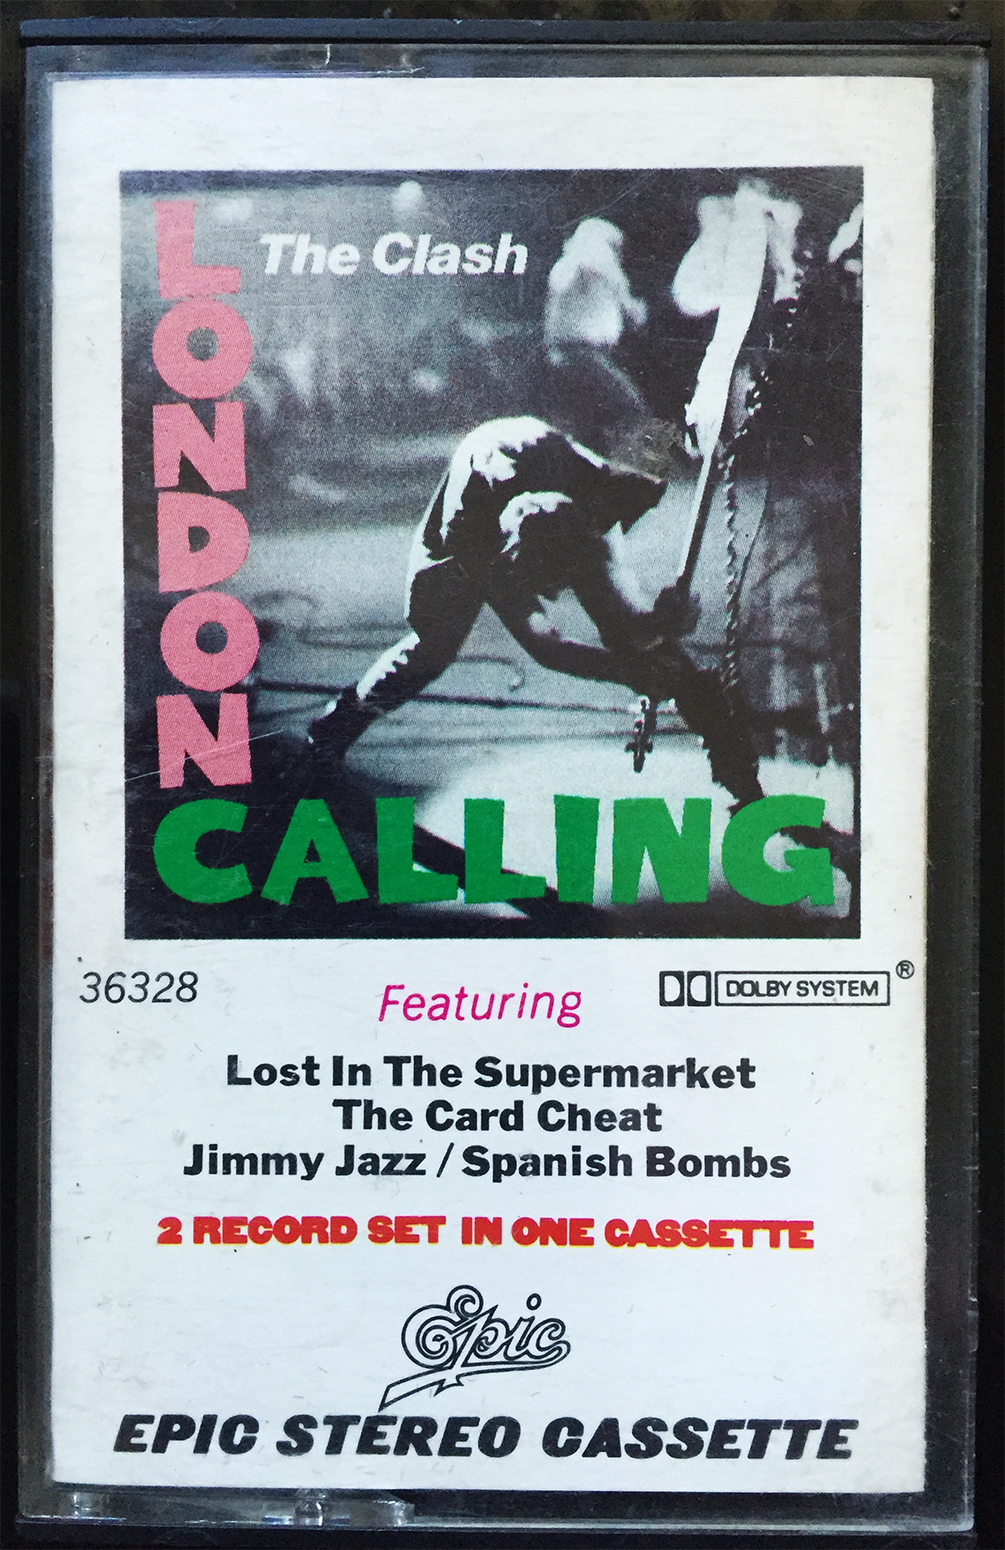 The Clash
LONDON
CALLING
36328
Featuring
DOLBY SYSTEM ®
Lost In The Supermarket
The Card Cheat
Jimmy Jazz / Spanish Bombs
2 RECORD SET IN ONE CASSETTE
Epic
EPIC STEREO CASSETTE